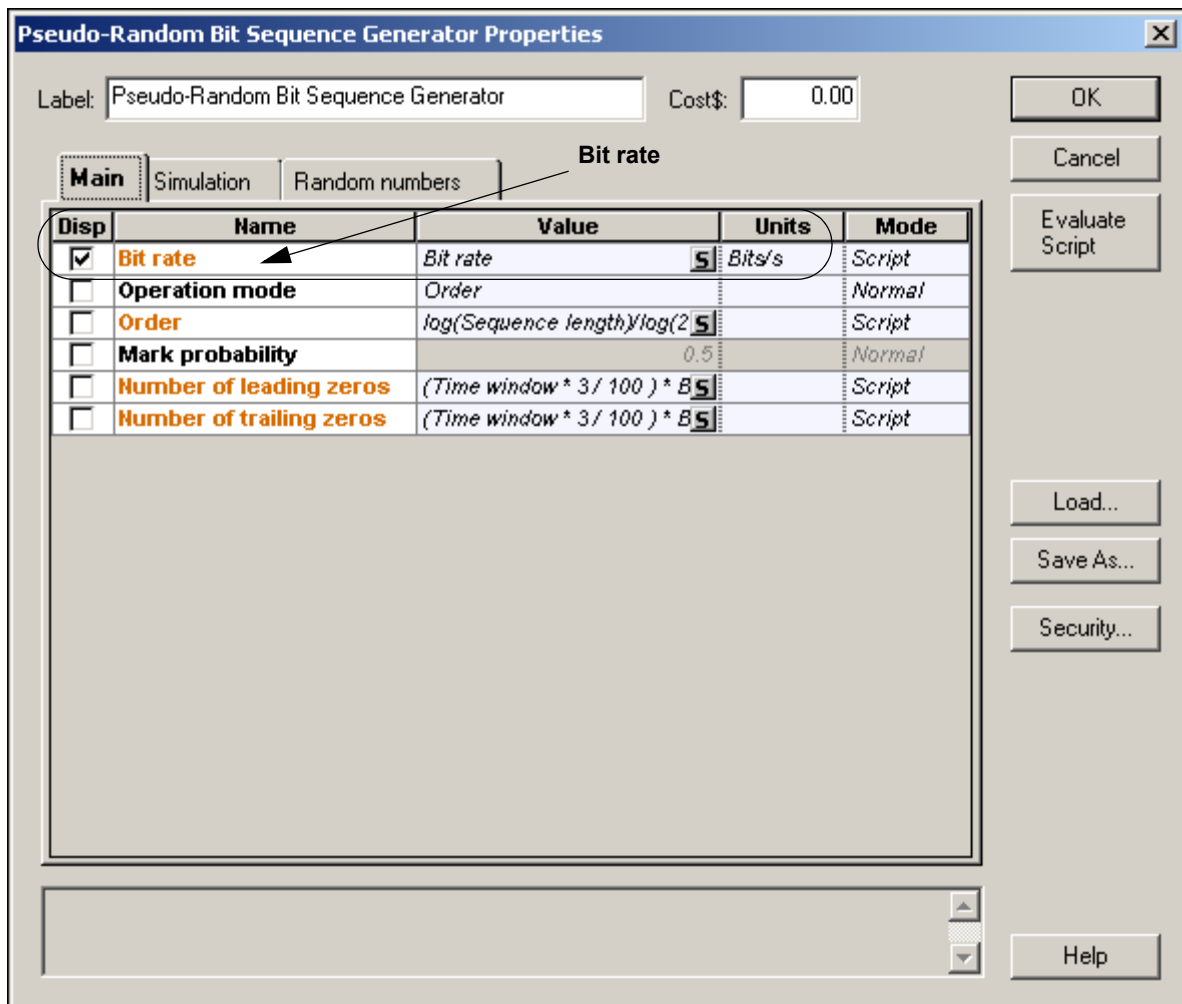 Pseudo-Random Bit Sequence Generator Properties
Label: Pseudo-Random Bit Sequence Generator Cost$: 0.00 OK
Cancel
Bit rate
Main Simulation Random numbers
Evaluate Script
Disp Name Value Units Mode
Bit rate Bit rate S Bits/s Script
Operation mode Order Normal
Order log(Sequence length)/log(2 S Script
Mark probability 0.5 Normal
Number of leading zeros (Time window * 3 / 100 ) * B S Script
Number of trailing zeros (Time window * 3 / 100 ) * B S Script
Load...
Save As...
Security...
Help